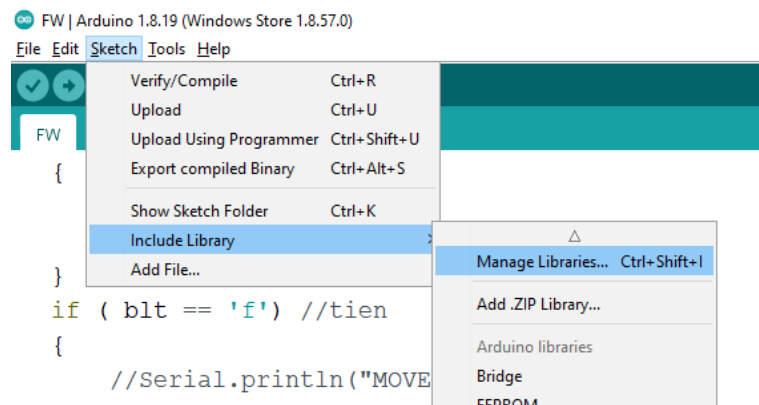 FW | Arduino 1.8.19 (Windows Store 1.8.57.0)
File Edit Sketch Tools Help
Verify/Compile Ctrl+R
Upload Ctrl+U
FW
Upload Using Programmer Ctrl+Shift+U
{
Export compiled Binary Ctrl+Alt+S
Show Sketch Folder Ctrl+K
Include Library
Manage Libraries... Ctrl+Shift+I
}
Add File...
if ( blt == 'f') //tien
Add .ZIP Library...
{
Arduino libraries
//Serial.println("MOVE
Bridge
EEPROM